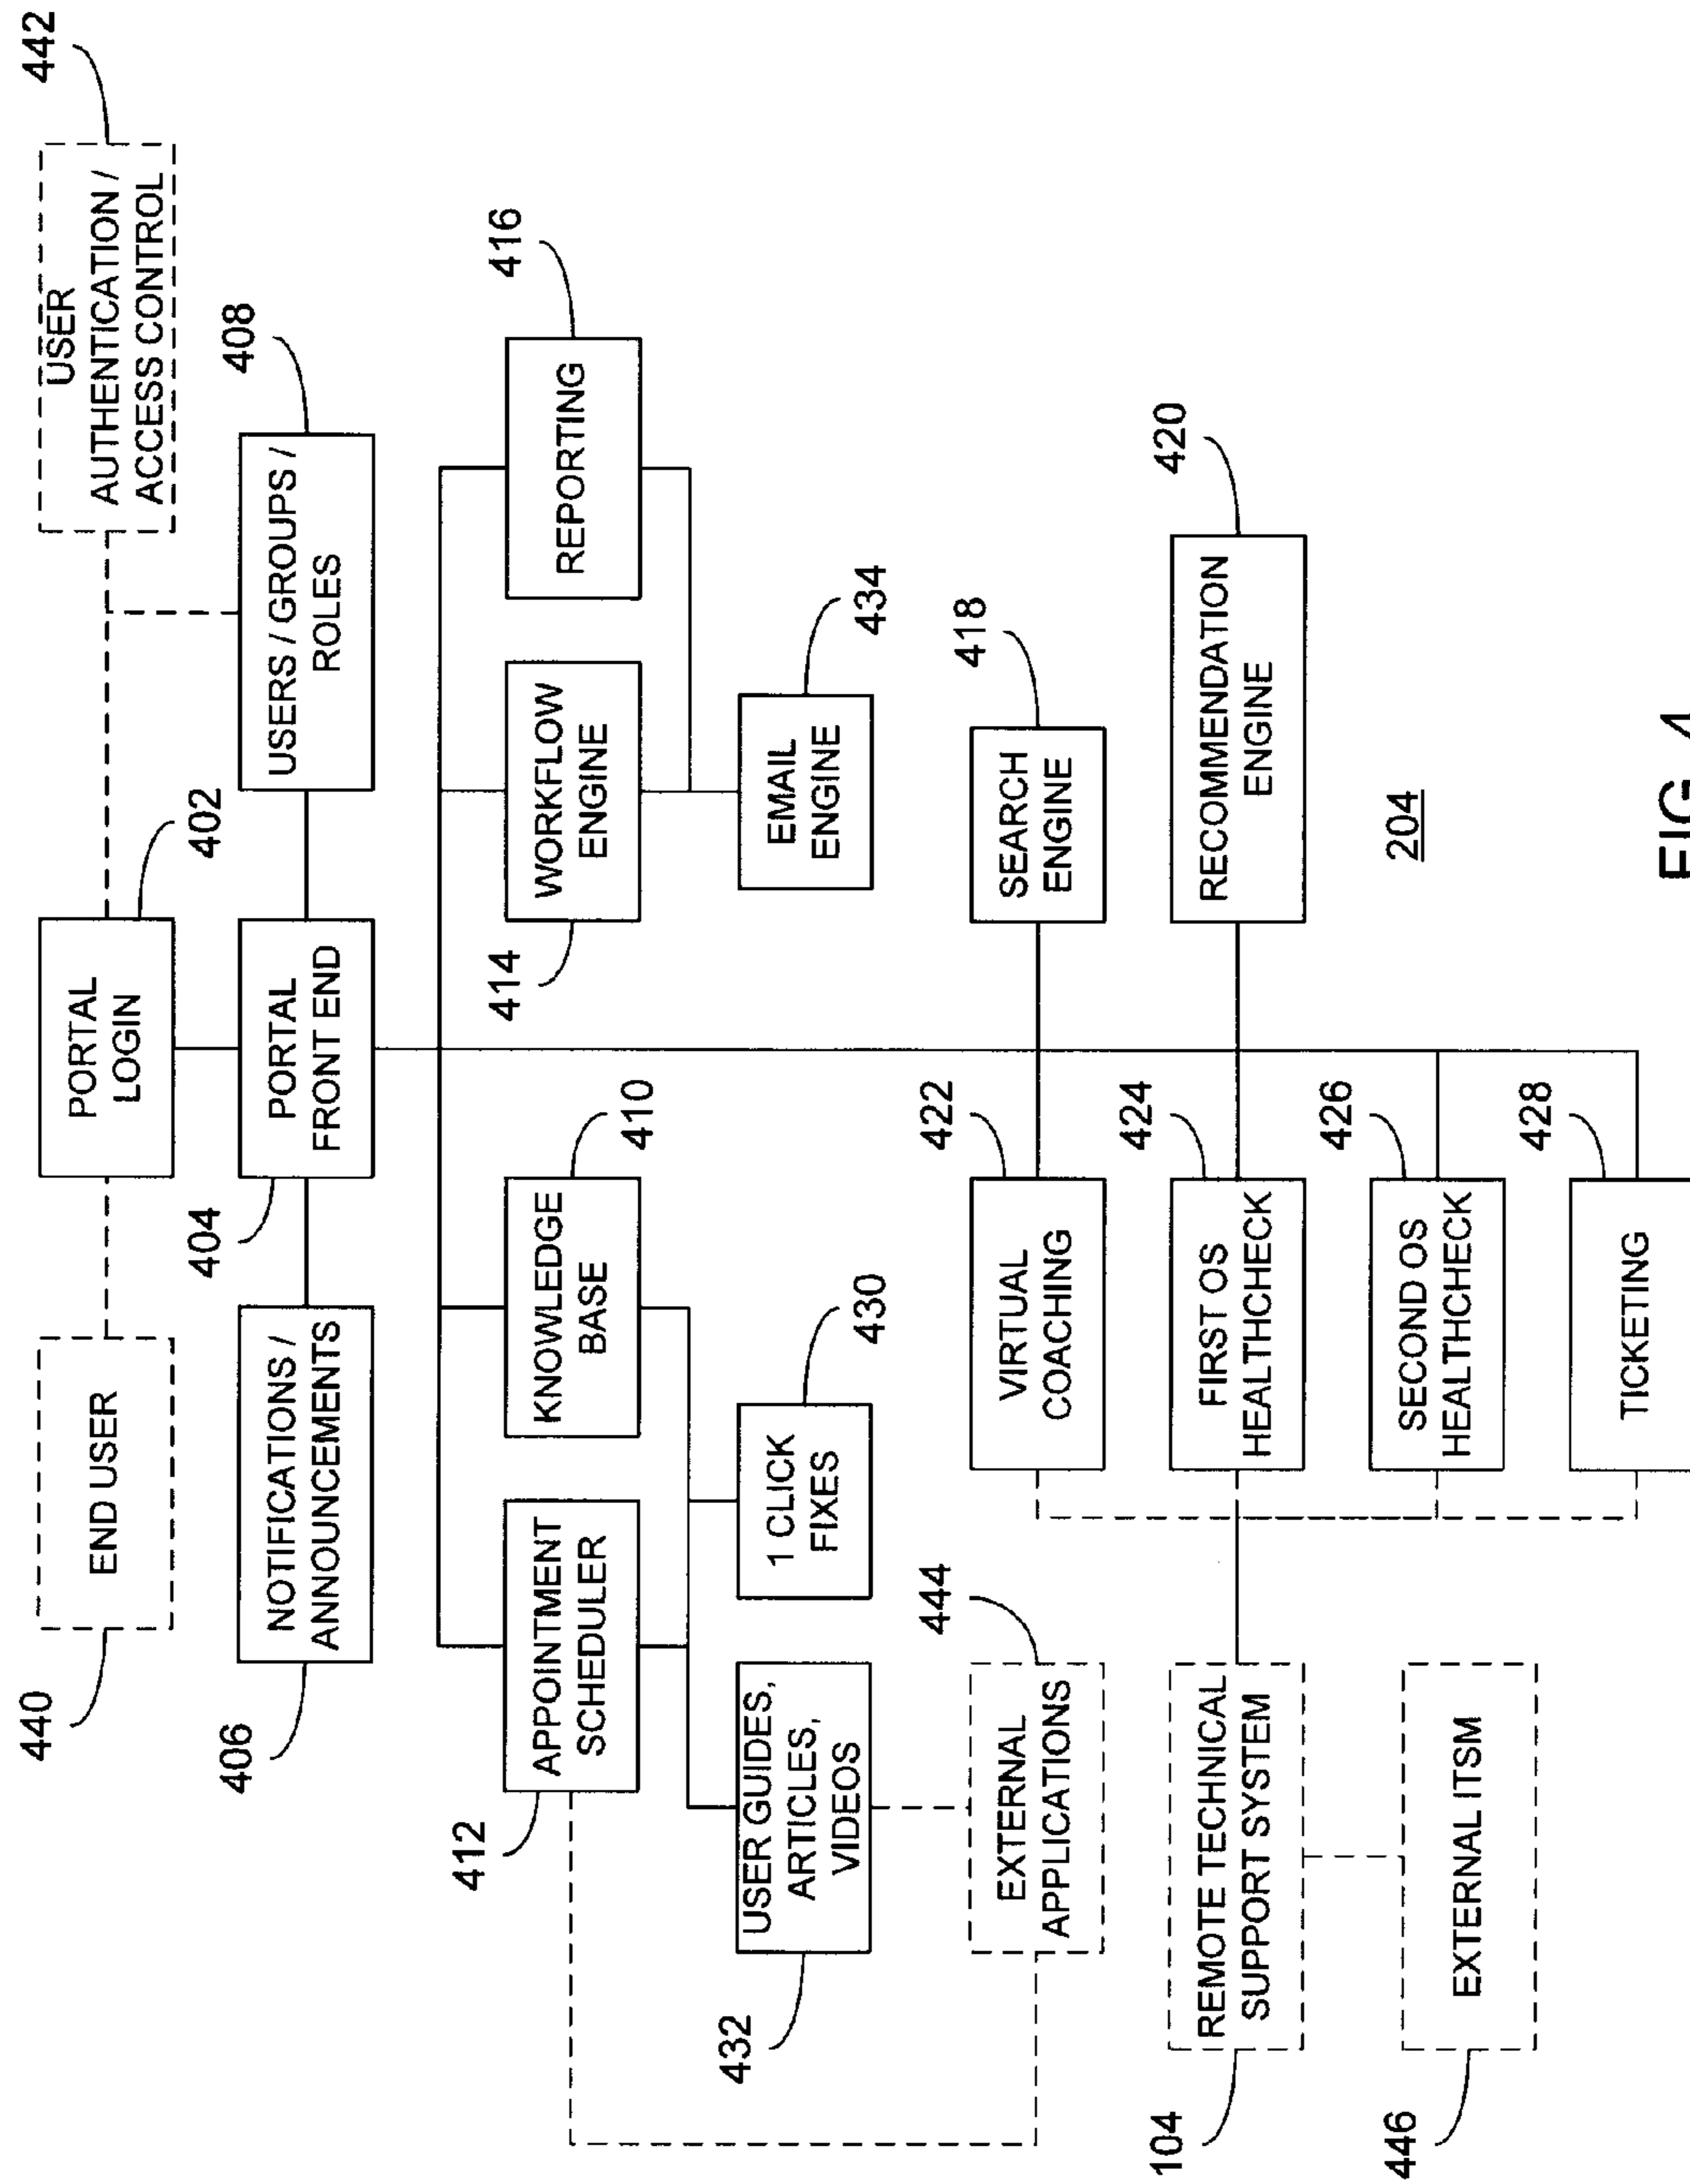 442
440
END USER
PORTAL
LOGIN
402
USER
AUTHENTICATION /
ACCESS CONTROL
406
NOTIFICATIONS /
ANNOUNCEMENTS
404
PORTAL
FRONT END
USERS / GROUPS /
ROLES
408
412
APPOINTMENT
SCHEDULER
KNOWLEDGE
BASE
410
414
WORKFLOW
ENGINE
REPORTING
416
432
USER GUIDES,
ARTICLES,
VIDEOS
1 CLICK
FIXES
430
EMAIL
ENGINE
434
444
EXTERNAL
APPLICATIONS
VIRTUAL
COACHING
422
SEARCH
ENGINE
418
104
REMOTE TECHNICAL
SUPPORT SYSTEM
FIRST OS
HEALTHCHECK
424
RECOMMENDATION
ENGINE
420
446
EXTERNAL ITSM
SECOND OS
HEALTHCHECK
426
204
TICKETING
428
FIG. 4